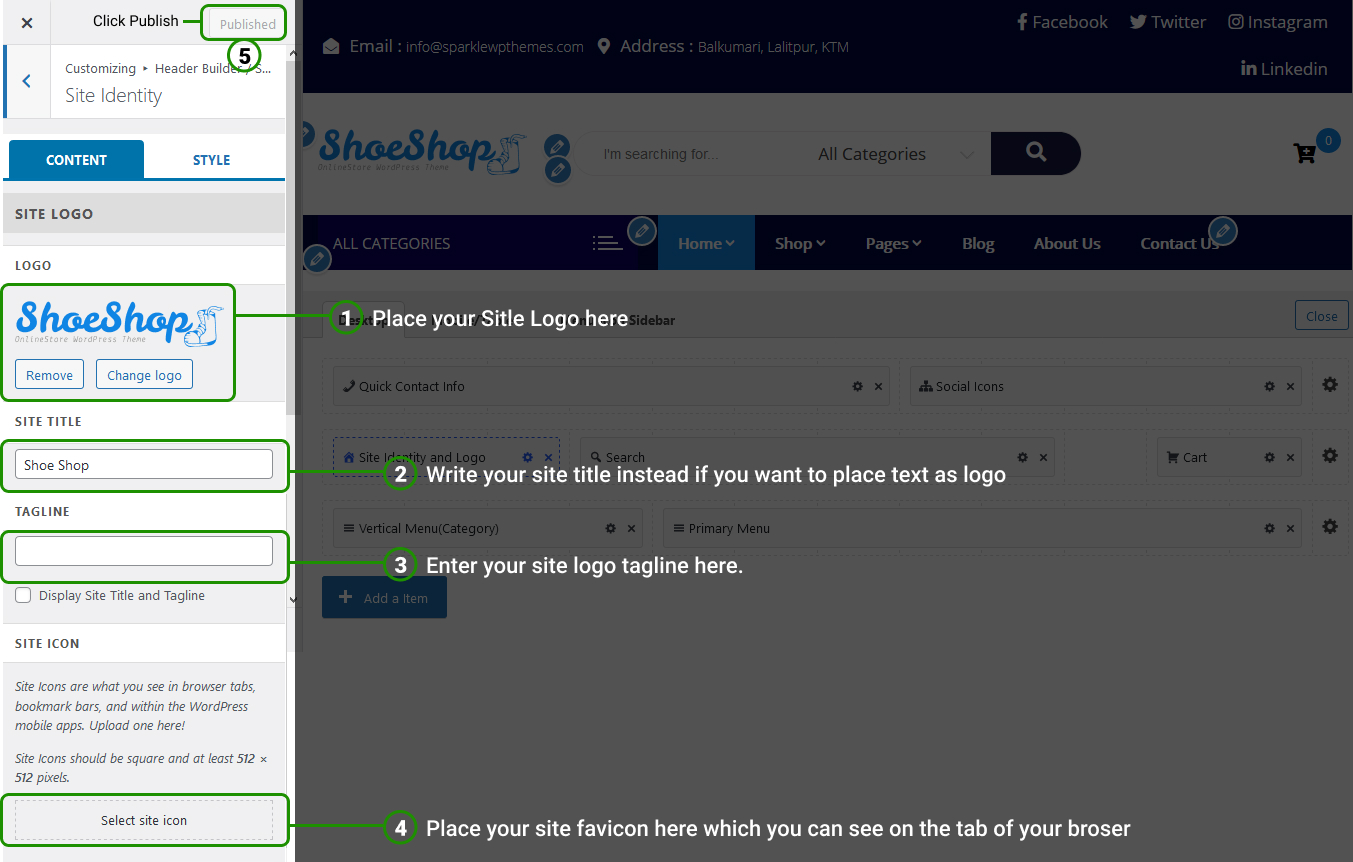 Click Publish
Published
5
Customizing ▸ Header Builder / S...
Site Identity
CONTENT
STYLE
SITE LOGO
LOGO
ShoeShop
OnlineStore WordPress Theme
Remove
Change logo
SITE TITLE
Shoe Shop
TAGLINE
Display Site Title and Tagline
SITE ICON
Site Icons are what you see in browser tabs,
bookmark bars, and within the WordPress
mobile apps. Upload one here!
Site Icons should be square and at least 512 ×
512 pixels.
Select site icon
Facebook
Twitter
Instagram
Email : info@sparklewpthemes.com
Address : Balkumari, Lalitpur, KTM
Linkedin
ShoeShop
OnlineStore WordPress Theme
I'm searching for...
All Categories
0
ALL CATEGORIES
Home
Shop
Pages
Blog
About Us
Contact Us
1 Place your Sitle Logo here
Sidebar
Close
Quick Contact Info
Social Icons
Site Identity and Logo
Search
Cart
2 Write your site title instead if you want to place text as logo
Vertical Menu(Category)
Primary Menu
3 Enter your site logo tagline here.
Add a Item
4 Place your site favicon here which you can see on the tab of your broser